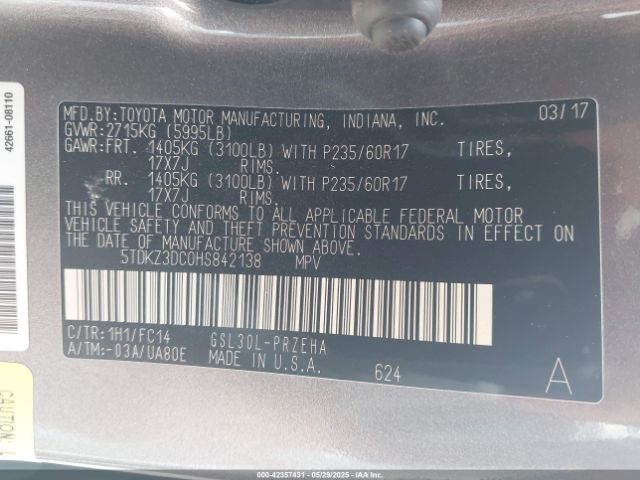 MFD.BY:TOYOTA MOTOR MANUFACTURING, INDIANA, INC. 03/17
GVWR:2715KG (5995LB)
GAWR:FRT. 1405KG (3100LB) WITH P235/60R17 TIRES,
17X7J RIMS.
RR. 1405KG (3100LB) WITH P235/60R17 TIRES,
17X7J RIMS.
THIS VEHICLE CONFORMS TO ALL APPLICABLE FEDERAL MOTOR
VEHICLE SAFETY AND THEFT PREVENTION STANDARDS IN EFFECT ON THE
DATE OF MANUFACTURE SHOWN ABOVE.
5TDKZ3DC0HS842138 MPV
C/TR:1H1/FC14 GSL30L-PRZEHA
A/TM:-03A/UA80E MADE IN U.S.A.
624 A
42661-08110
CAUTION:
000-42357431 - 05/29/2025 - IAAI.COM